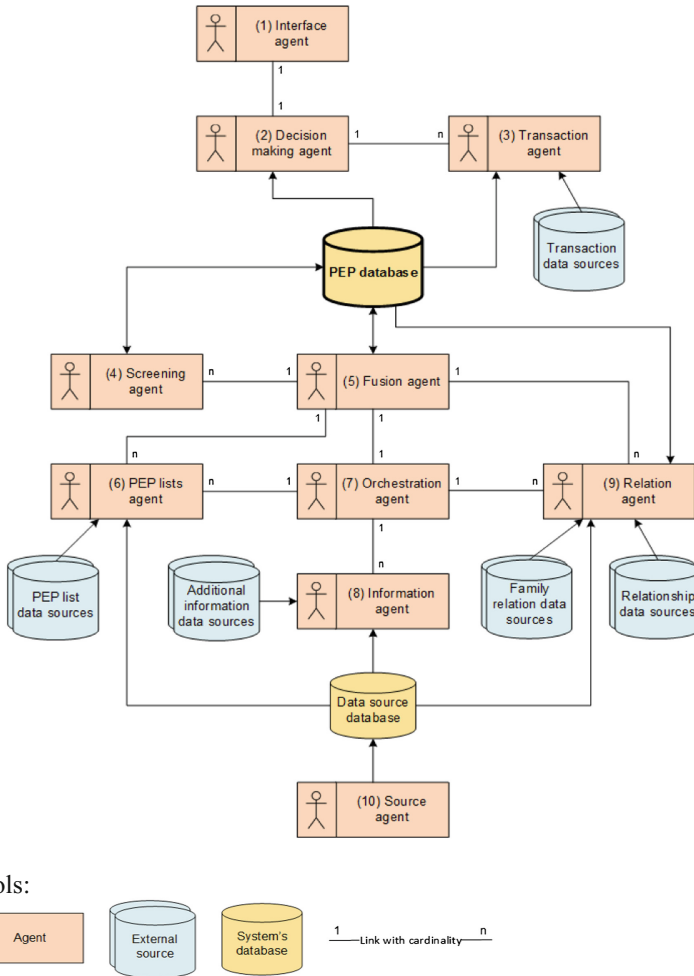 (1) Interface
agent
1
1
(2) Decision
making agent
1
n
(3) Transaction
agent
Transaction
data sources
PEP database
(4) Screening
agent
n
1
(5) Fusion agent
1
1
1
n
1
n
(6) PEP lists
agent
n
1
(7) Orchestration
agent
1
n
(9) Relation
agent
1
n
PEP list
data sources
Additional
information
data sources
(8) Information
agent
Family
relation data
sources
Relationship
data sources
Data source
database
(10) Source
agent
ols:
Agent
External
source
System's
database
1
Link with cardinality
n